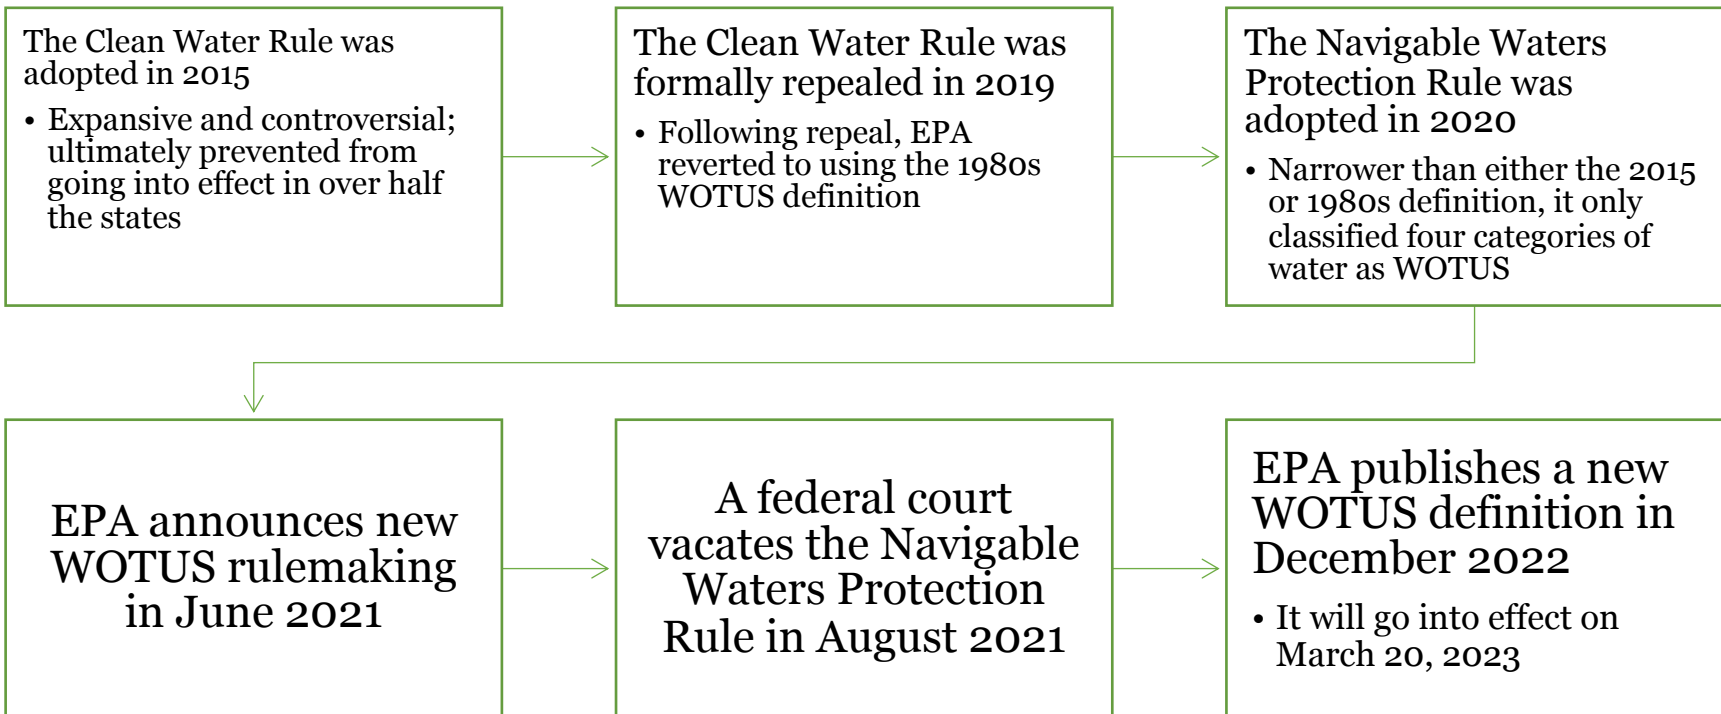 The Clean Water Rule was
adopted in 2015
• Expansive and controversial;
ultimately prevented from
going into effect in over half
the states
The Clean Water Rule was
formally repealed in 2019
• Following repeal, EPA
reverted to using the 1980s
WOTUS definition
The Navigable Waters
Protection Rule was
adopted in 2020
• Narrower than either the 2015
or 1980s definition, it only
classified four categories of
water as WOTUS
EPA announces new
WOTUS rulemaking
in June 2021
A federal court
vacates the Navigable
Waters Protection
Rule in August 2021
EPA publishes a new
WOTUS definition in
December 2022
• It will go into effect on
March 20, 2023